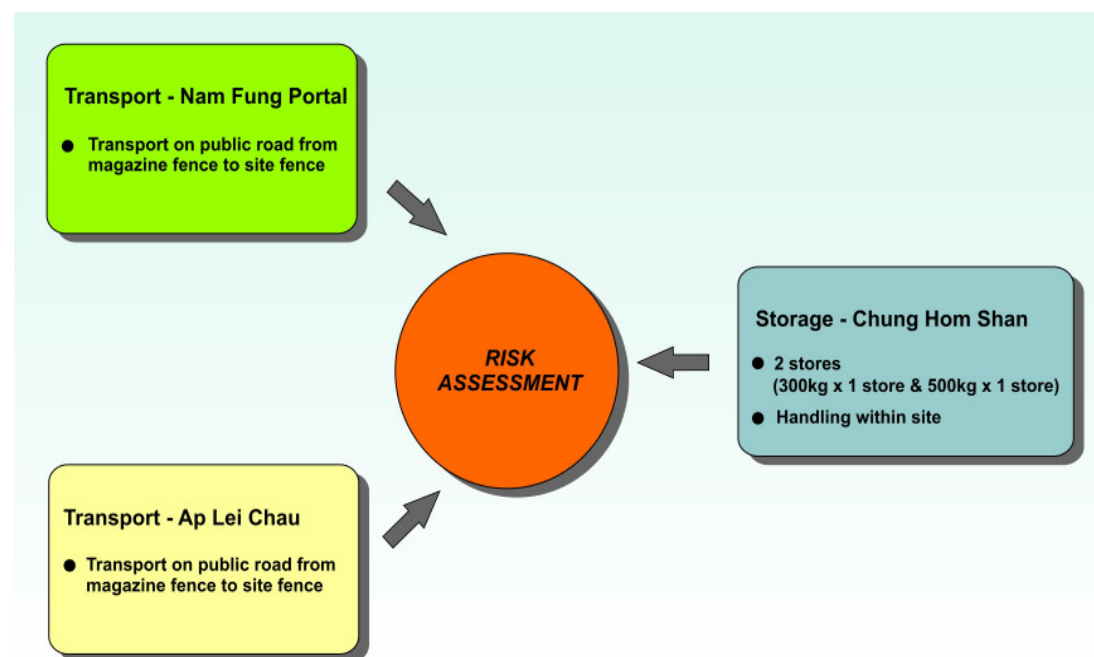 Transport - Nam Fung Portal
● Transport on public road from
magazine fence to site fence
RISK
ASSESSMENT
Storage - Chung Hom Shan
● 2 stores
(300kg x 1 store & 500kg x 1 store)
● Handling within site
Transport - Ap Lei Chau
● Transport on public road from
magazine fence to site fence